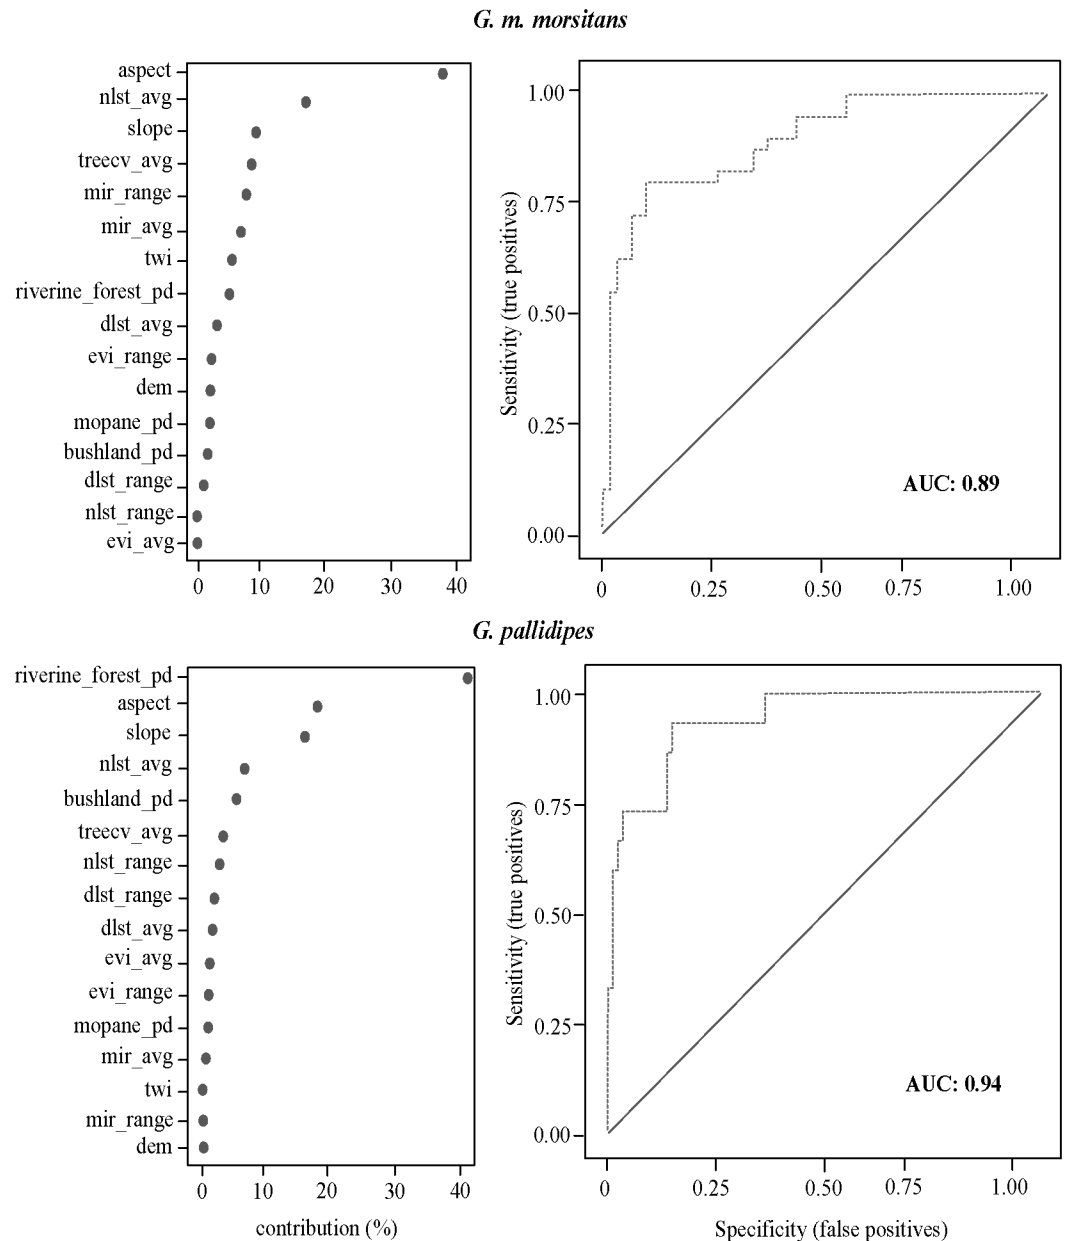 G. m. morsitans
aspect
nlst_avg
slope
treecv_avg
mir_range
mir_avg
twi
riverine_forest_pd
dlst_avg
evi_range
dem
mopane_pd
bushland_pd
dlst_range
nlst_range
evi_avg
0 10 20 30 40
Sensitivity (true positives)
1.00
0.75
0.50
0.25
0.00
AUC: 0.89
0 0.25 0.50 0.75 1.00
G. pallidipes
riverine_forest_pd
aspect
slope
nlst_avg
bushland_pd
treecv_avg
nlst_range
dlst_range
dlst_avg
evi_avg
evi_range
mopane_pd
mir_avg
twi
mir_range
dem
0 10 20 30 40
contribution (%)
Sensitivity (true positives)
1.00
0.75
0.50
0.25
0.00
AUC: 0.94
0 0.25 0.50 0.75 1.00
Specificity (false positives)